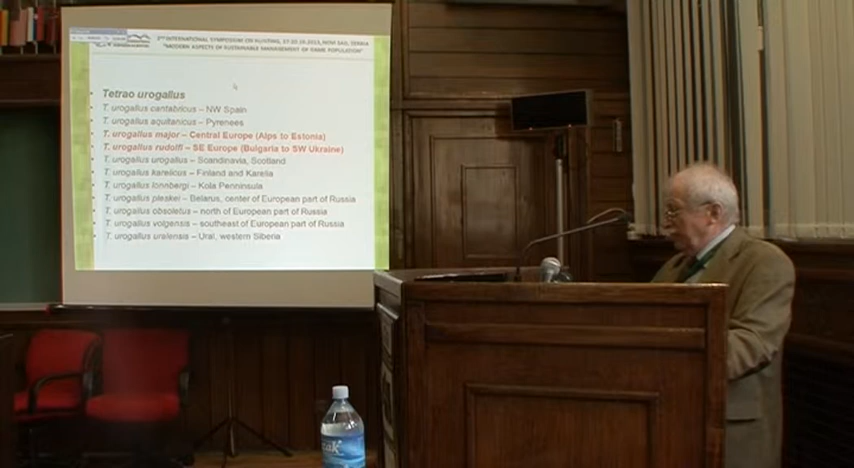 2nd INTERNATIONAL SYMPOSIUM ON HUNTING, 17-20.10.2013, NOVI SAD, SERBIA
"MODERN ASPECTS OF SUSTAINABLE MANAGEMENT OF GAME POPULATION"
• Tetrao urogallus
• T. urogallus cantabricus – NW Spain
• T. urogallus aquitanicus – Pyrenees
• T. urogallus major – Central Europe (Alps to Estonia)
• T. urogallus rudolfi – SE Europe (Bulgaria to SW Ukraine)
• T. urogallus urogallus – Scandinavia, Scotland
• T. urogallus karelicus – Finland and Karelia
• T. urogallus lonnbergi – Kola Penninsula
• T. urogallus pleskei – Belarus, center of European part of Russia
• T. urogallus obsoletus – north of European part of Russia
• T. urogallus volgensis – southeast of European part of Russia
• T. urogallus uralensis – Ural, western Siberia